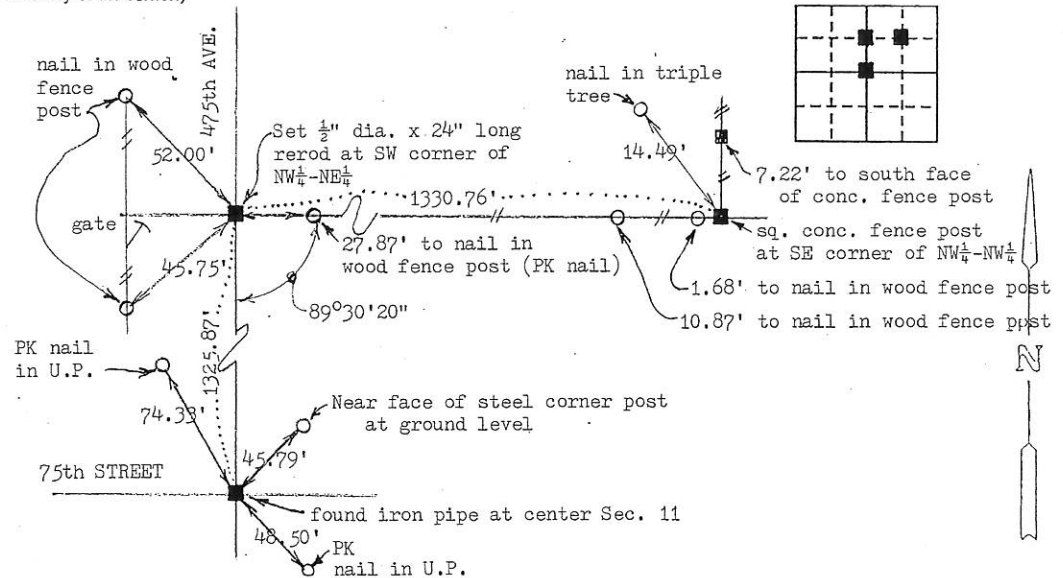 475th AVE.
nail in wood
fence
post
52.00'
Set ½" dia. x 24" long
rerod at SW corner of
NW¼-NE¼
nail in triple
tree
14.49'
7.22' to south face
of conc. fence post
1330.76'
gate
27.87' to nail in
wood fence post (PK nail)
sq. conc. fence post
at SE corner of NW¼-NW¼
45.75'
89°30'20"
1.68' to nail in wood fence post
10.87' to nail in wood fence post
1325.87'
N
PK nail
in U.P.
74.33'
Near face of steel corner post
at ground level
45.79'
75th STREET
found iron pipe at center Sec. 11
48.50'
PK
nail in U.P.